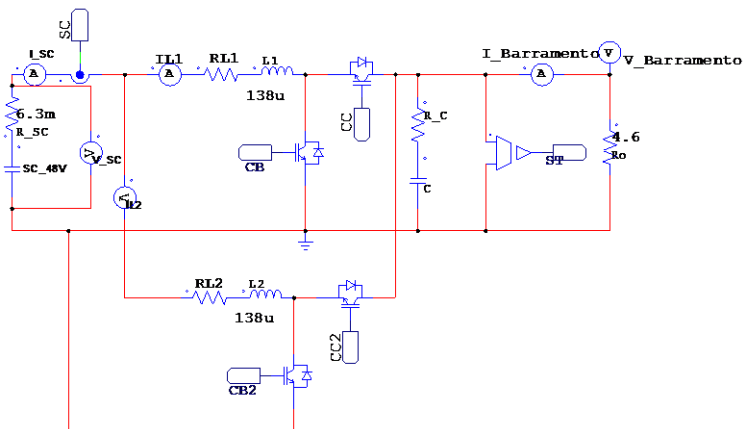 SC
I_SC
A
IL1
A
RL1
L1
138u
CC
I_Barramento
A
V
V_Barramento
6.3m
R_SC
SC_48V
V
V_SC
A
CB
R_C
C
ST
4.6
Ro
RL2
L2
138u
CC2
CB2